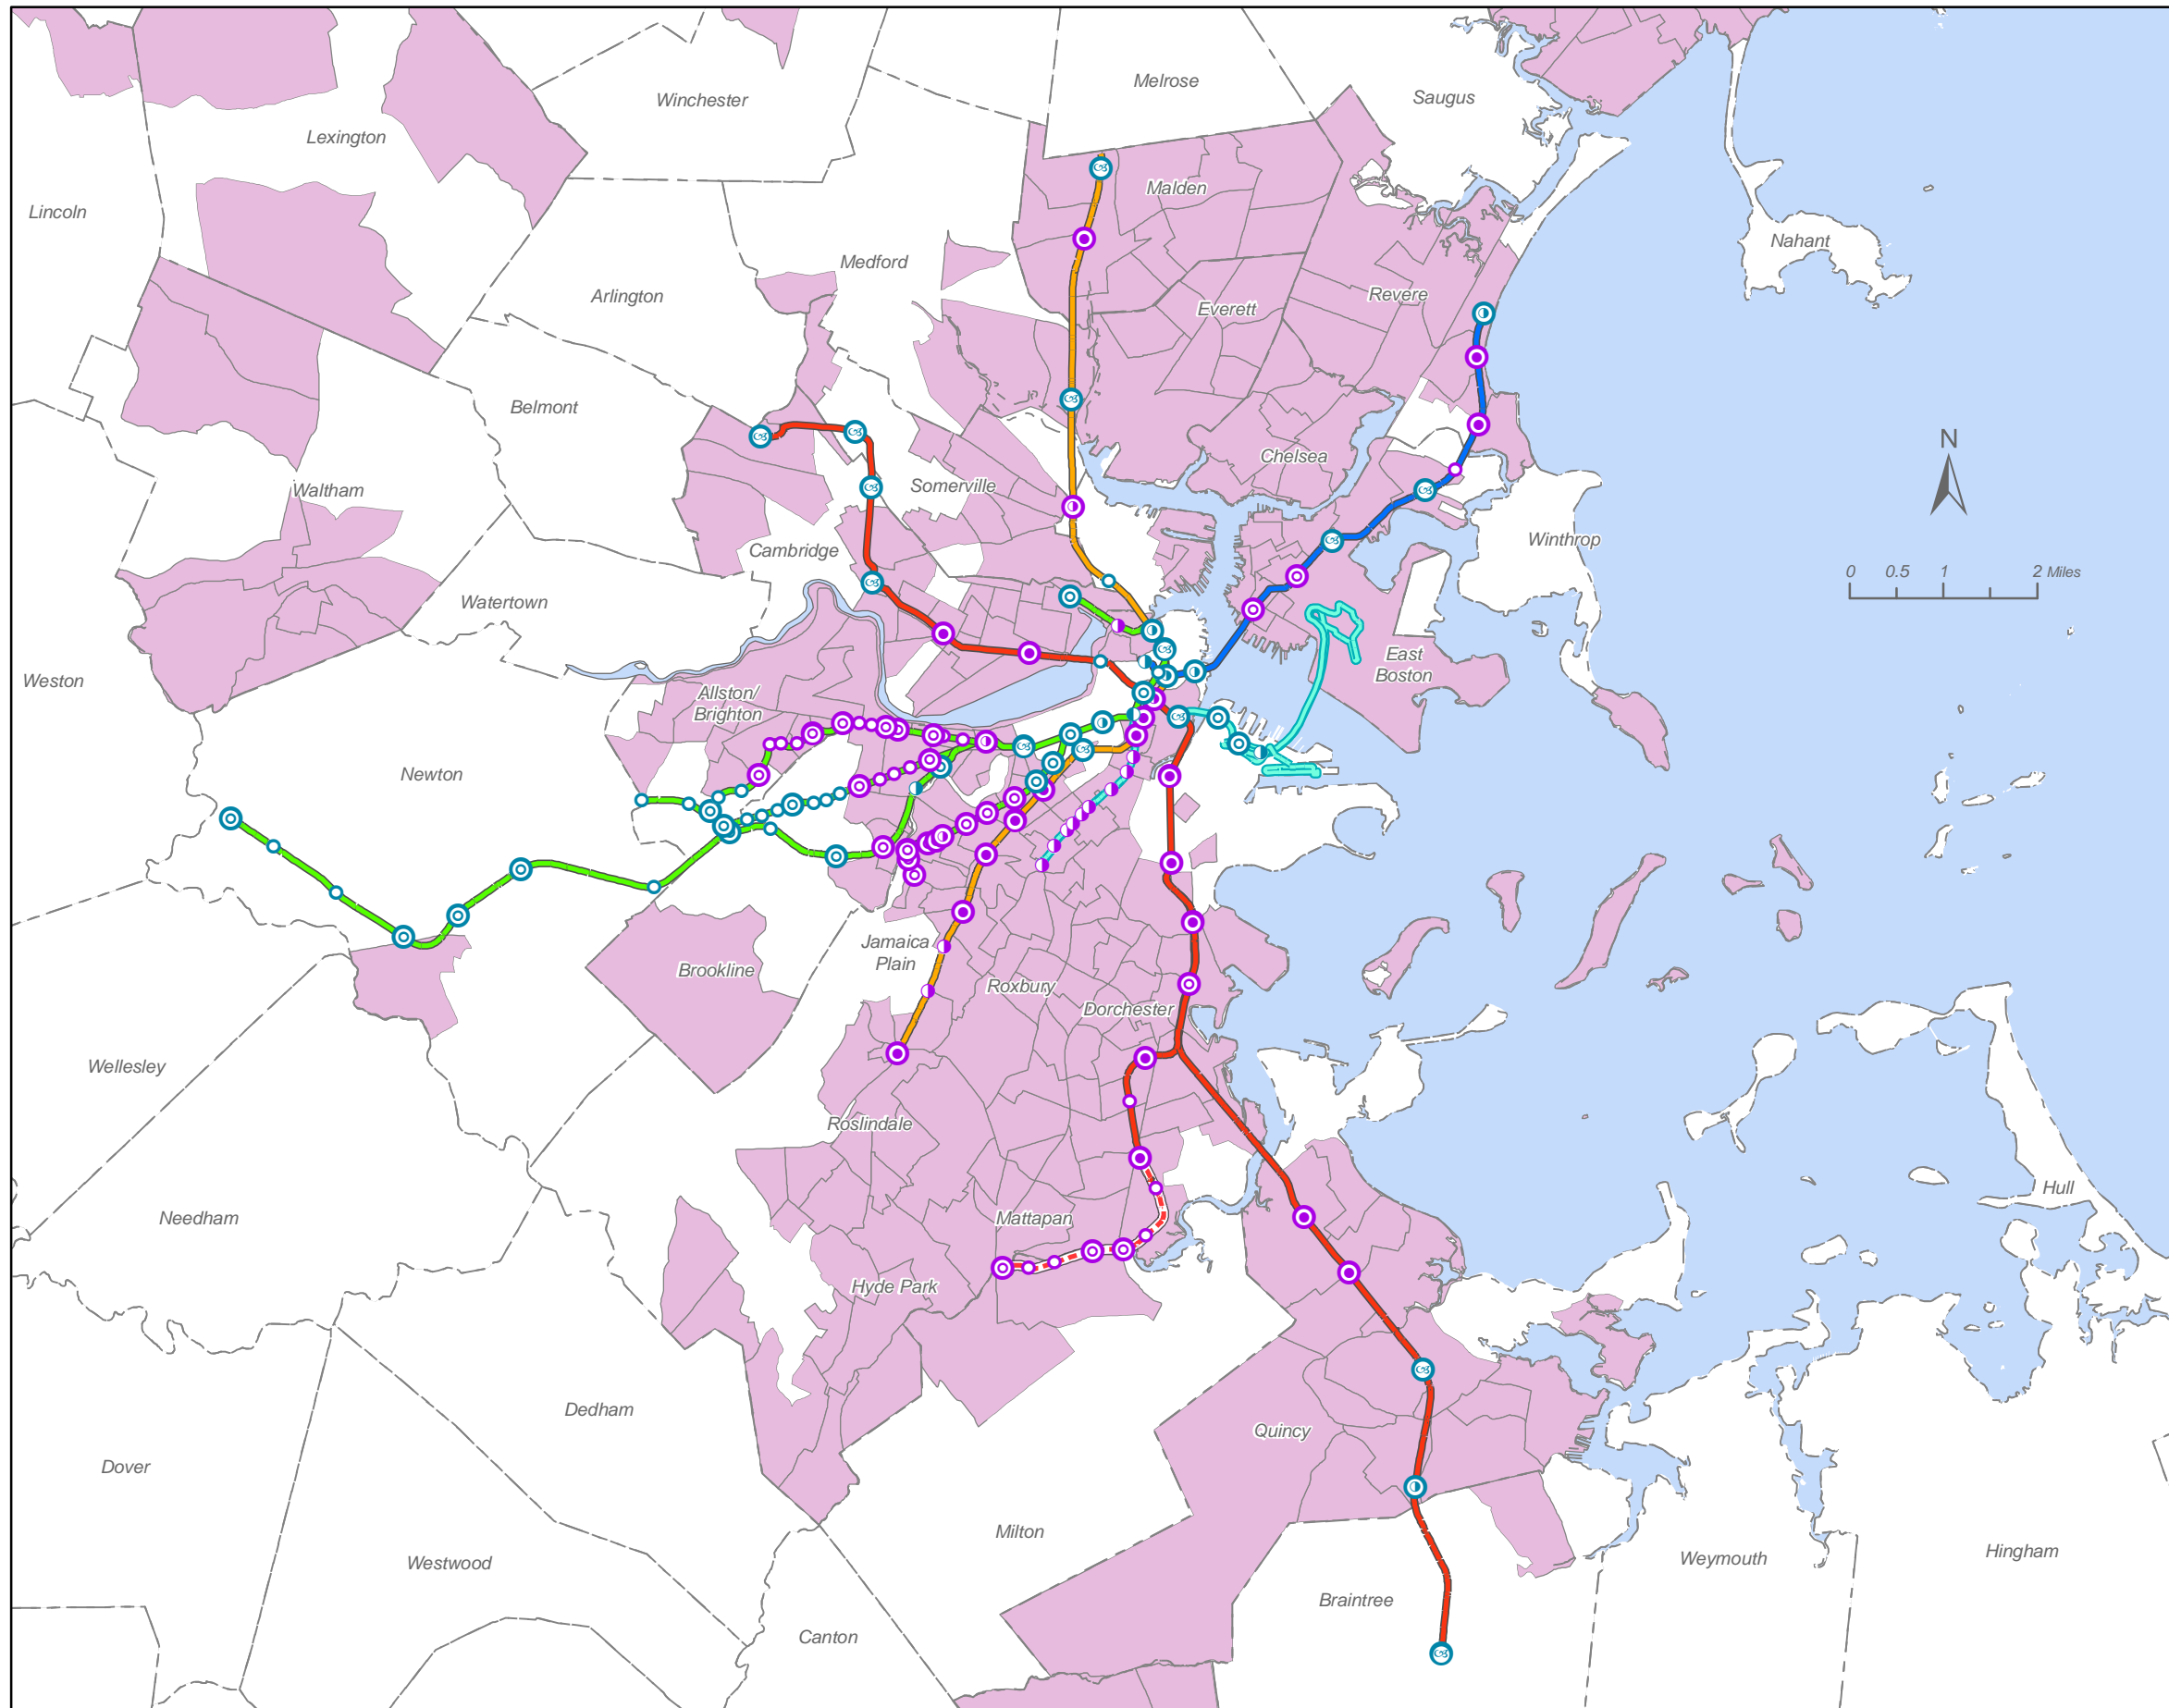 Melrose
Saugus
Winchester
Lexington
Malden
Lincoln
Nahant
Medford
Arlington
Revere
Everett
Belmont
N
Chelsea
Somerville
Waltham
Winthrop
Cambridge
0 0.5 1 2 Miles
Watertown
East
Boston
Weston
Allston/
Brighton
Newton
Jamaica
Plain
Brookline
Roxbury
Dorchester
Wellesley
Roslindale
Hull
Needham
Mattapan
Hyde Park
Dedham
Quincy
Dover
Milton
Hingham
Weymouth
Westwood
Braintree
Canton